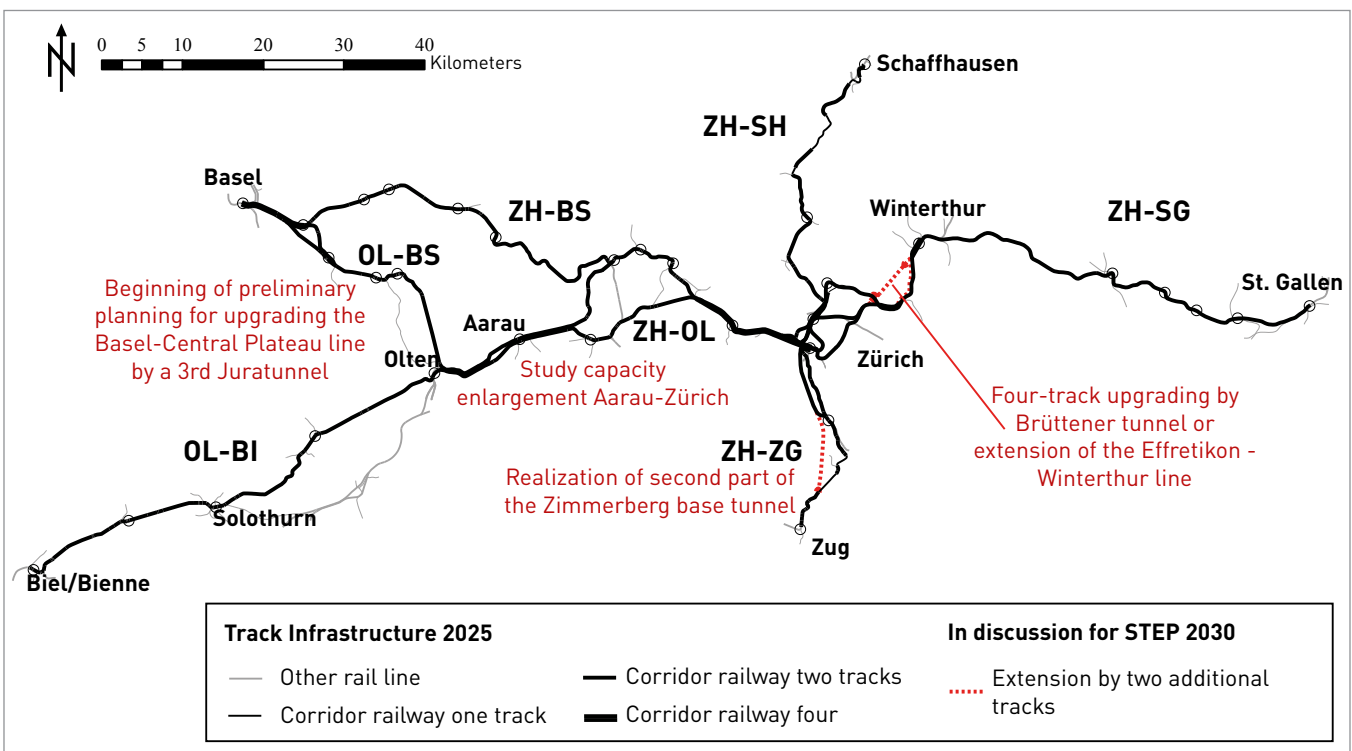 N
0 5 10 20 30 40
Kilometers
Schaffhausen
ZH-SH
Basel
ZH-BS
Winterthur
ZH-SG
OL-BS
St. Gallen
Beginning of preliminary
planning for upgrading the
Basel-Central Plateau line
by a 3rd Juratunnel
Aarau
ZH-OL
Olten
Zürich
Study capacity
enlargement Aarau-Zürich
Four-track upgrading by
Brüttener tunnel or
extension of the Effretikon -
Winterthur line
OL-BI
ZH-ZG
Realization of second part of
the Zimmerberg base tunnel
Solothurn
Zug
Biel/Bienne
Track Infrastructure 2025
Other rail line
Corridor railway one track
Corridor railway two tracks
Corridor railway four
In discussion for STEP 2030
Extension by two additional
tracks